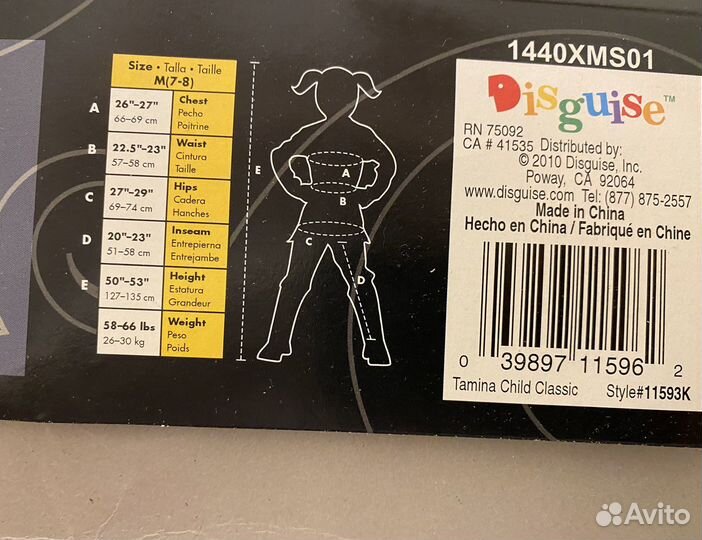 Size • Talla • Taille
M(7-8)
A
26"-27"
66–69 cm
Chest
Pecho
Poitrine
B
22.5"-23"
57–58 cm
Waist
Cintura
Taille
C
27"-29"
69–74 cm
Hips
Cadera
Hanches
D
20"-23"
51–58 cm
Inseam
Entrepierna
Entrejambe
E
50"-53"
127–135 cm
Height
Estatura
Grandeur
58–66 lbs
26–30 kg
Weight
Peso
Poids
E
A
B
C
D
1440XMS01
Disguise™
RN 75092
CA # 41535 Distributed by:
© 2010 Disguise, Inc.
Poway, CA 92064
www.disguise.com Tel: (877) 875-2557
Made in China
Hecho en China / Fabriqué en Chine
0 39897 11596 2
Tamina Child Classic Style#11593K
Avito